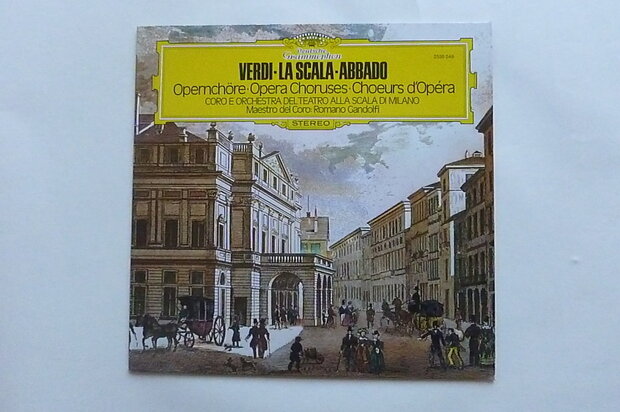 Deutsche
Grammophon
2530 549
VERDI · LA SCALA · ABBADO
Opernchöre · Opera Choruses · Choeurs d'Opéra
CORO E ORCHESTRA DEL TEATRO ALLA SCALA DI MILANO
Maestro del Coro: Romano Gandolfi
STEREO